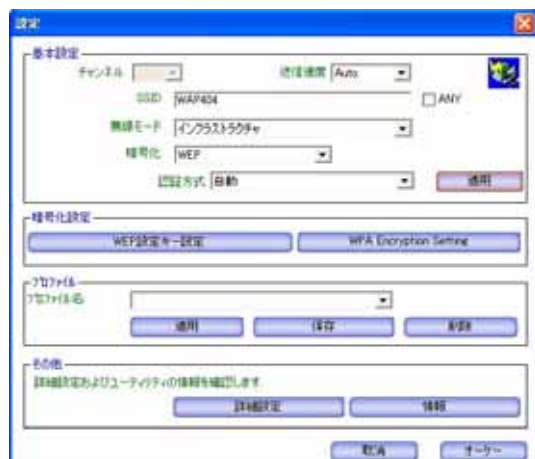 設定
基本設定
チャンネル
送信速度 Auto
SSID WAP404 ANY
無線モード インフラストラクチャ
暗号化 WEP
認証方式 自動 適用
暗号化設定
WEP設定キー設定 WPA Encryption Setting
プロファイル
プロファイル名
適用 保存 削除
その他
詳細設定およびユーティリティの情報を確認します
詳細設定 情報
取消 オーケー